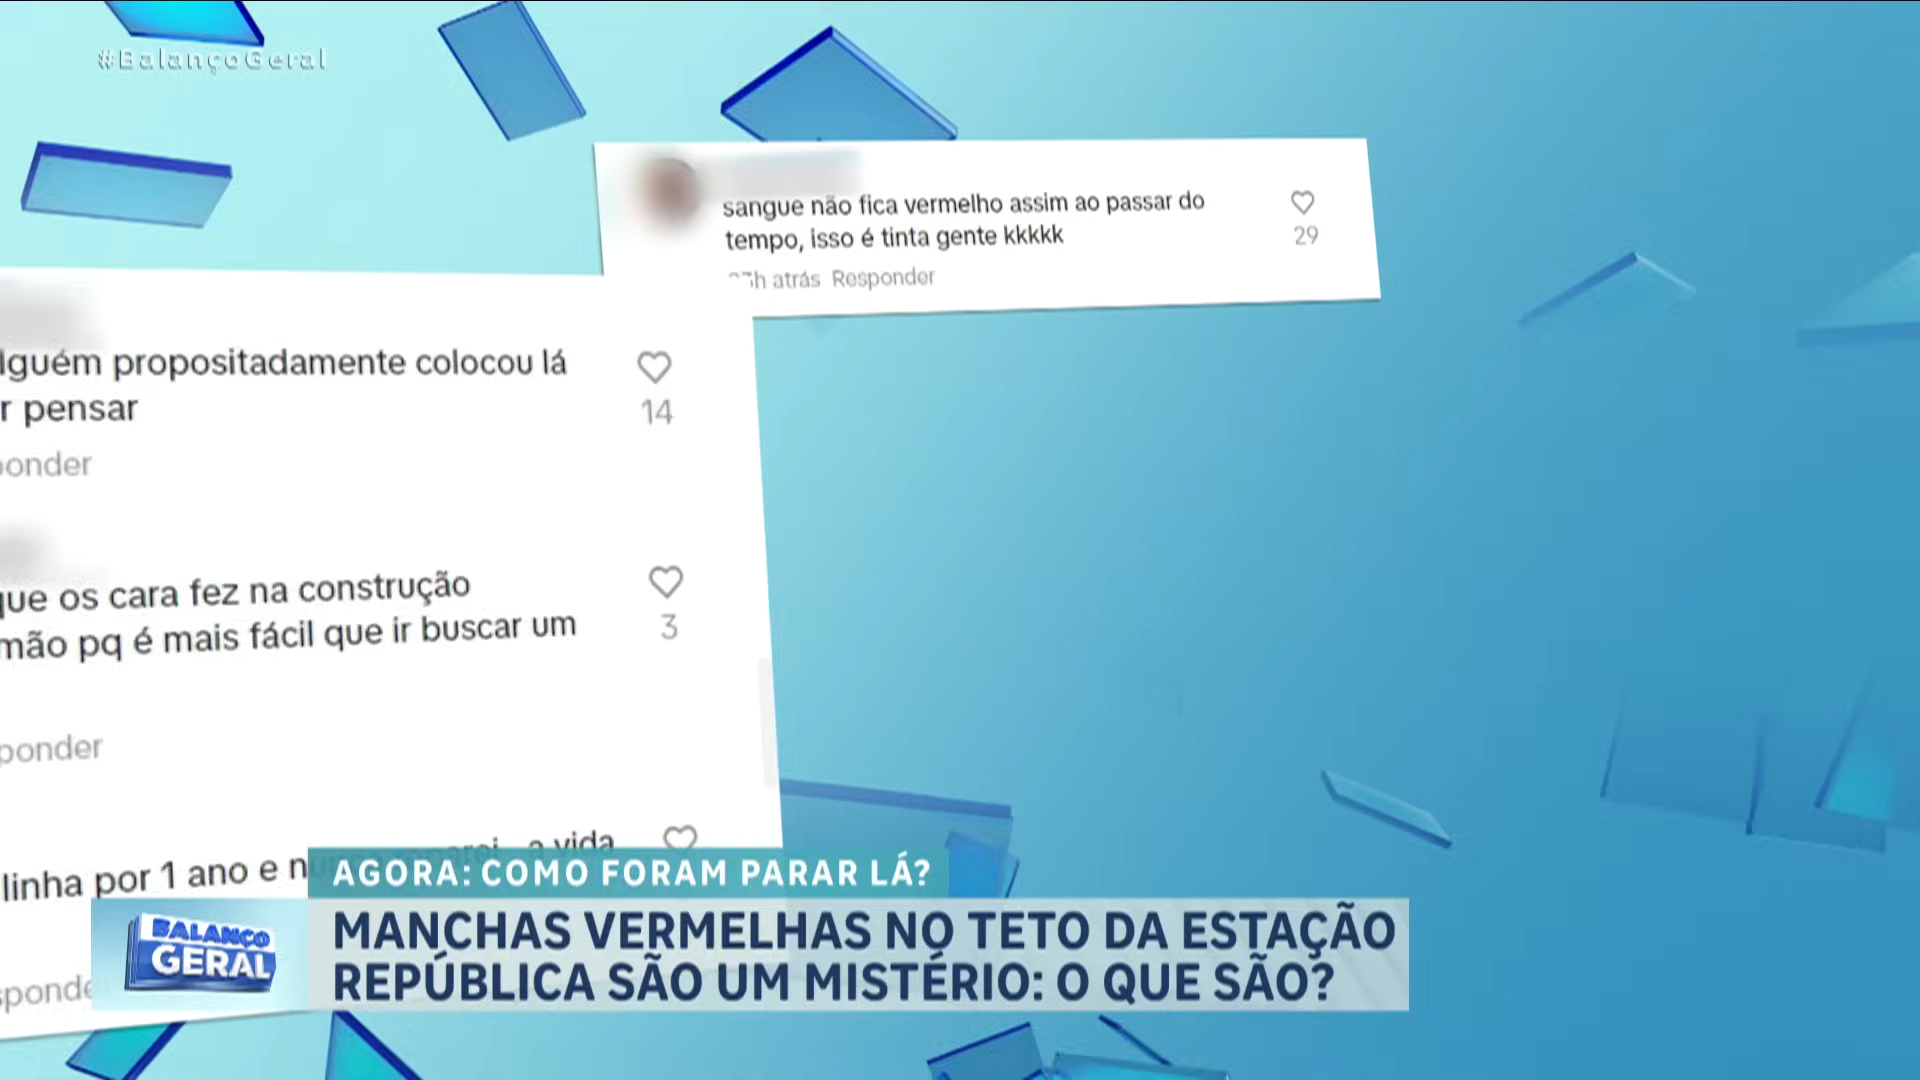 #BalançoGeral
sangue não fica vermelho assim ao passar do
tempo, isso é tinta gente kkkkk
29
atrás Responder
lguém propositadamente colocou lá
r pensar
14
ponder
que os cara fez na construção
mão pq é mais fácil que ir buscar um
3
ponder
linha por 1 ano e
a vida
AGORA: COMO FORAM PARAR LÁ?
BALANÇO
GERAL
MANCHAS VERMELHAS NO TETO DA ESTAÇÃO
REPÚBLICA SÃO UM MISTÉRIO: O QUE SÃO?